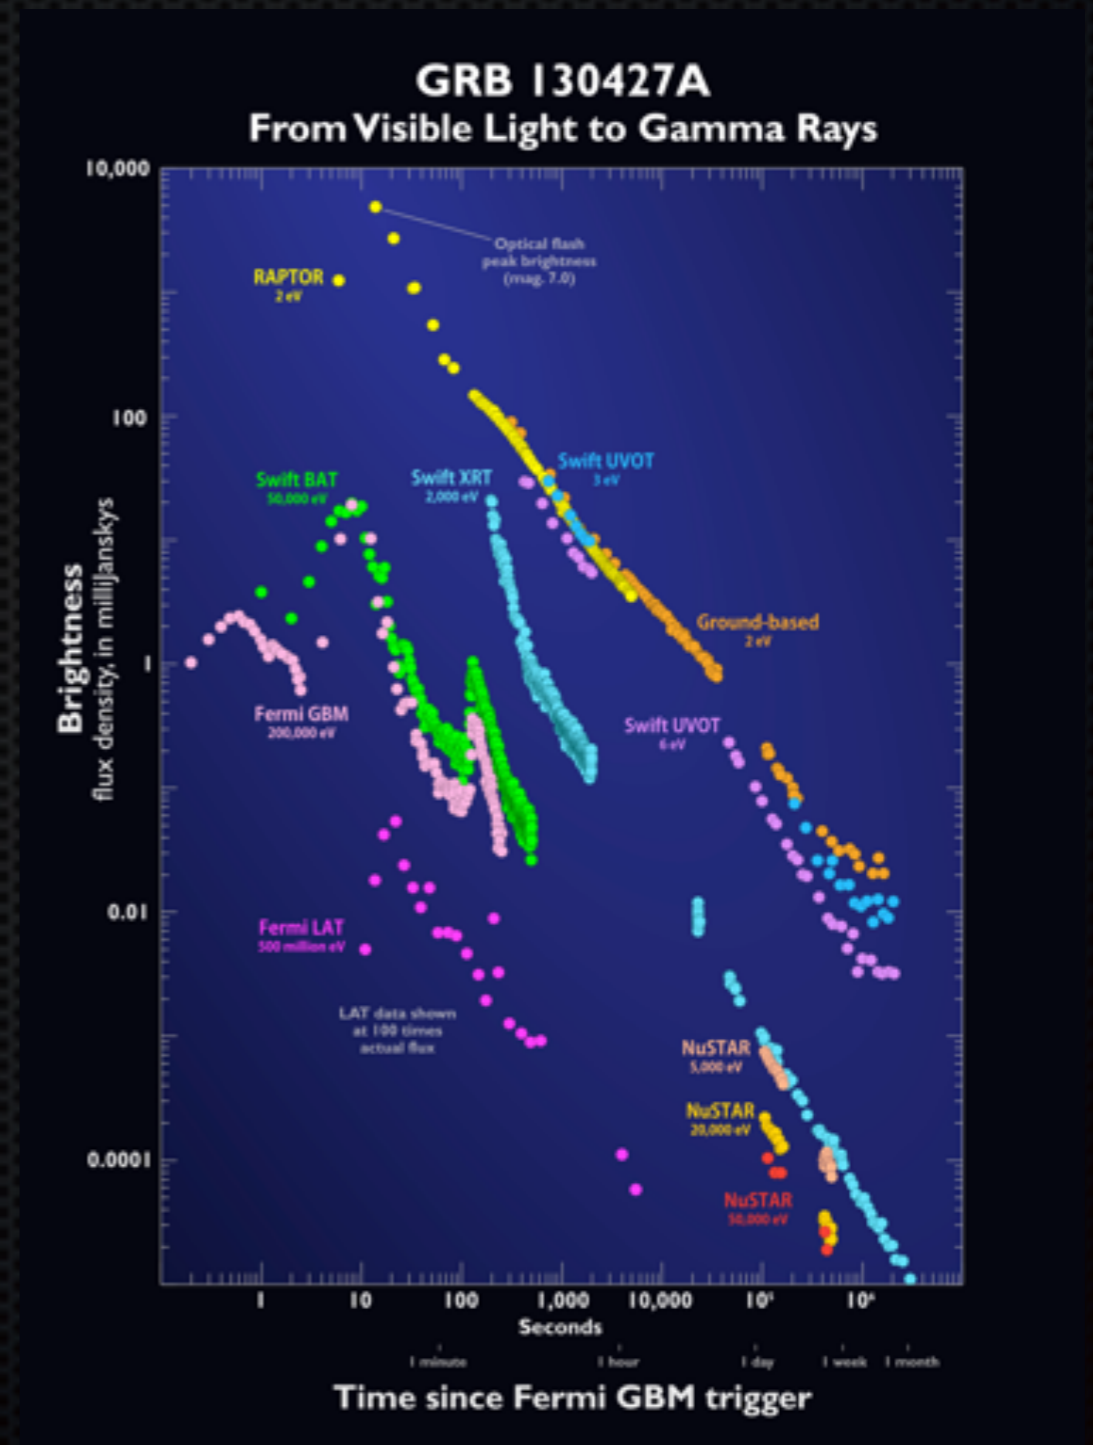 GRB 130427A
From Visible Light to Gamma Rays
10,000
100
1
0.01
0.0001
Brightness
flux density, in millijanskys
Optical flash
peak brightness
(mag. 7.0)
RAPTOR
2 eV
Swift BAT
50,000 eV
Swift XRT
2,000 eV
Swift UVOT
3 eV
Ground-based
2 eV
Fermi GBM
200,000 eV
Swift UVOT
6 eV
Fermi LAT
500 million eV
LAT data shown
at 100 times
actual flux
NuSTAR
5,000 eV
NuSTAR
20,000 eV
NuSTAR
50,000 eV
1 10 100 1,000 10,000 10⁵ 10⁶
Seconds
1 minute 1 hour 1 day 1 week 1 month
Time since Fermi GBM trigger